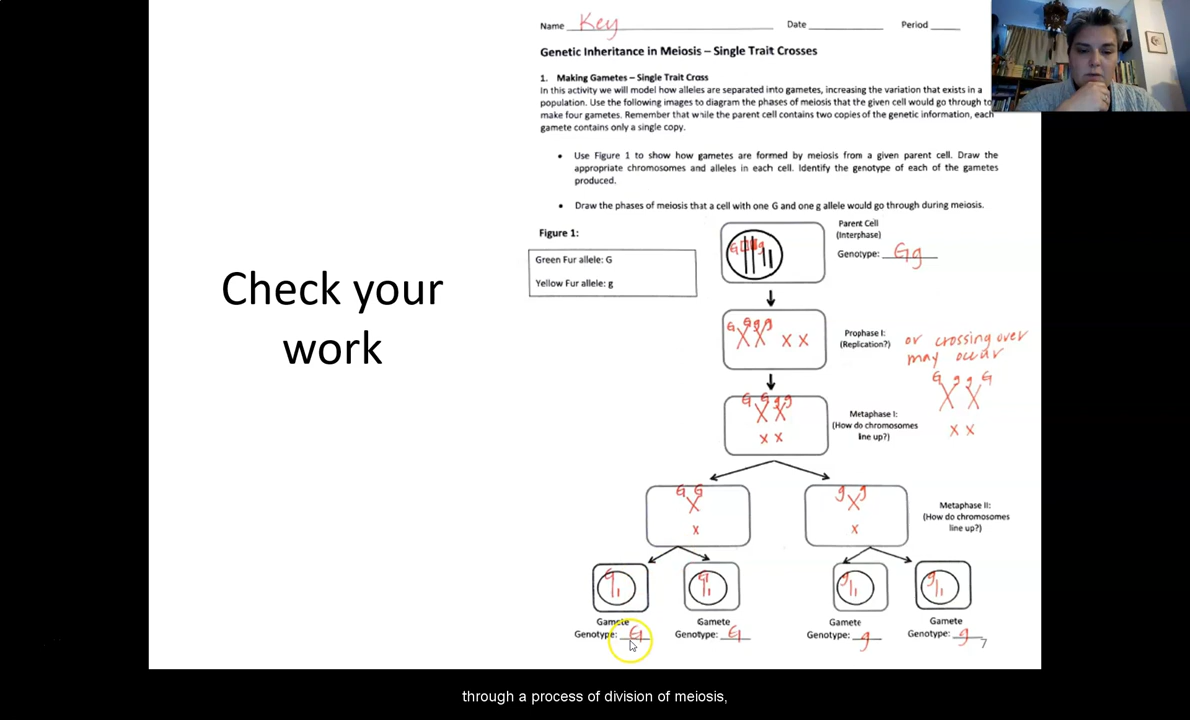 Name Key Date Period
Genetic Inheritance in Meiosis – Single Trait Crosses
1. Making Gametes – Single Trait Cross
In this activity we will model how alleles are separated into gametes, increasing the variation that exists in a
population. Use the following images to diagram the phases of meiosis that the given cell would go through to
make four gametes. Remember that while the parent cell contains two copies of the genetic information, each
gamete contains only a single copy.
• Use Figure 1 to show how gametes are formed by meiosis from a given parent cell. Draw the
appropriate chromosomes and alleles in each cell. Identify the genotype of each of the gametes
produced.
• Draw the phases of meiosis that a cell with one G and one g allele would go through during meiosis.
Figure 1:
Green Fur allele: G
Yellow Fur allele: g
Check your
work
G g
Parent Cell
(Interphase)
Genotype: Gg
G G g g
Prophase I:
(Replication?)
or crossing over
may occur
G g g G
G G g g
Metaphase I:
(How do chromosomes
line up?)
G G
g g
Metaphase II:
(How do chromosomes
line up?)
G G g g
Gamete Gamete Gamete Gamete
Genotype: G Genotype: G Genotype: g Genotype: g
through a process of division of meiosis,